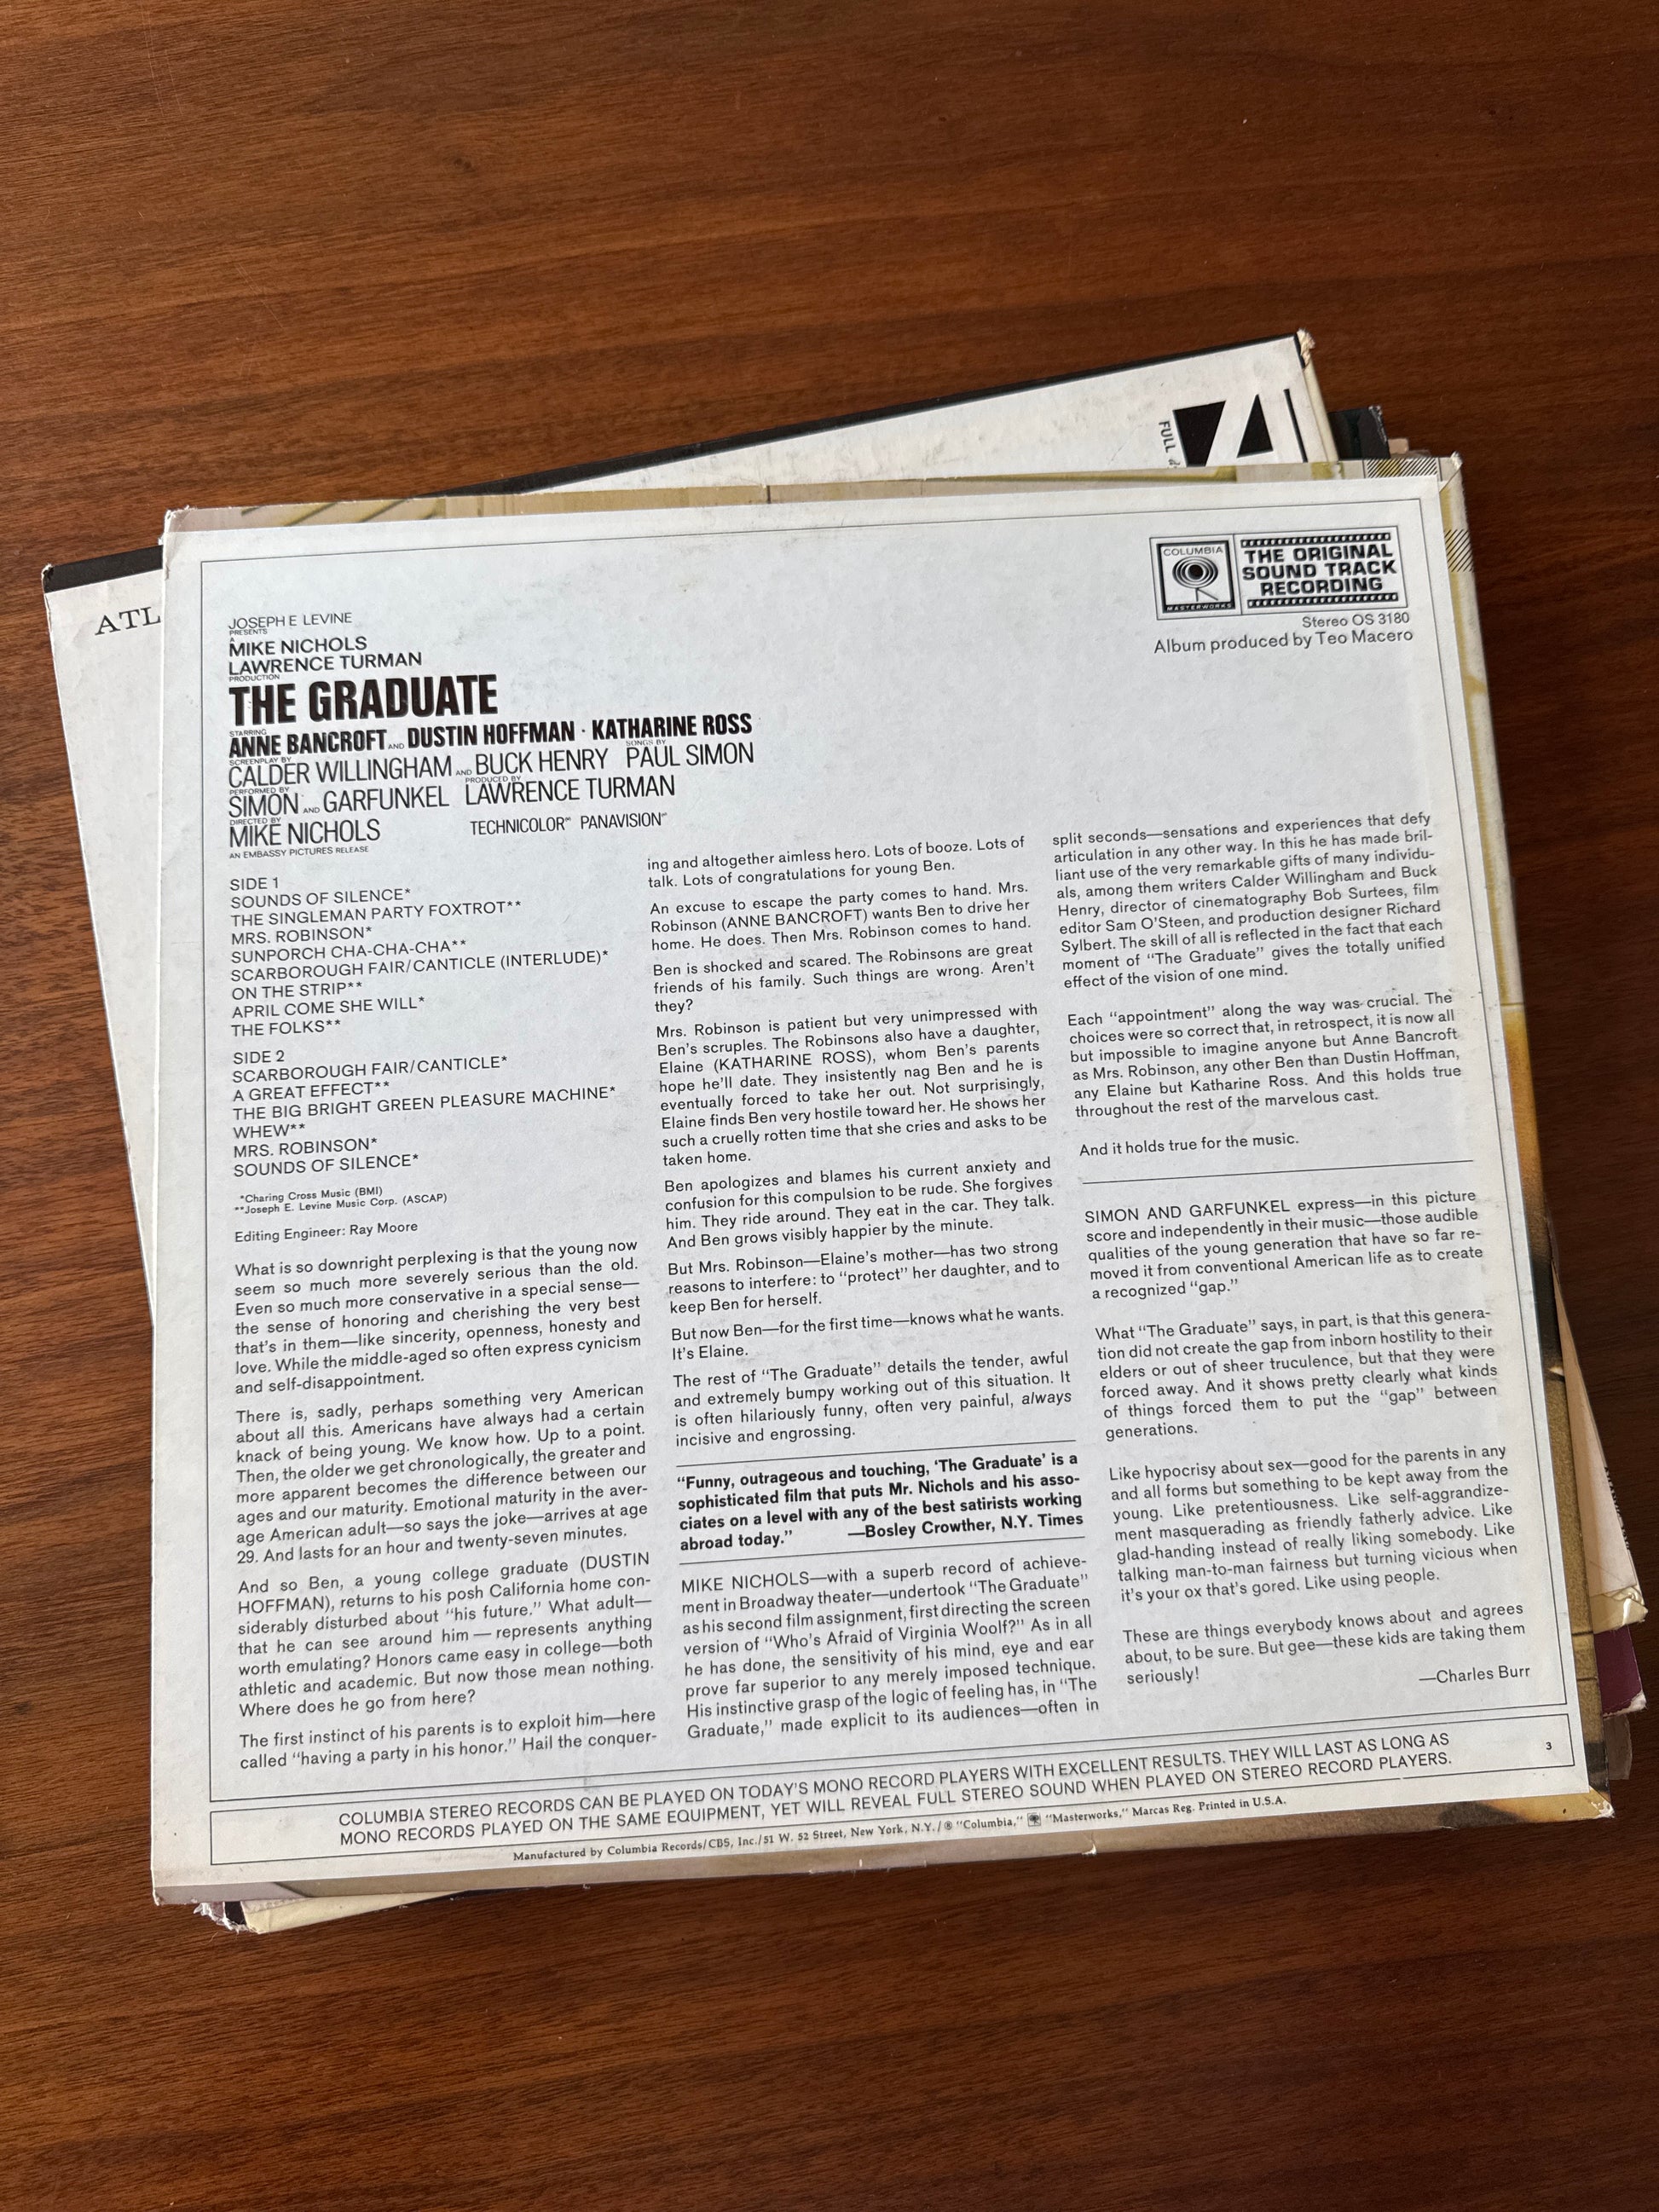 FULL
ATL
COLUMBIA
MASTERWORKS
THE ORIGINAL
SOUND TRACK
RECORDING
Stereo OS 3180
Album produced by Teo Macero
JOSEPH E LEVINE
PRESENTS
A
MIKE NICHOLS
LAWRENCE TURMAN
PRODUCTION
THE GRADUATE
STARRING
ANNE BANCROFT AND DUSTIN HOFFMAN · KATHARINE ROSS
SCREENPLAY BY SONGS BY
CALDER WILLINGHAM AND BUCK HENRY PAUL SIMON
PERFORMED BY PRODUCED BY
SIMON AND GARFUNKEL LAWRENCE TURMAN
DIRECTED BY
MIKE NICHOLS TECHNICOLOR® PANAVISION®
AN EMBASSY PICTURES RELEASE
SIDE 1
SOUNDS OF SILENCE*
THE SINGLEMAN PARTY FOXTROT**
MRS. ROBINSON*
SUNPORCH CHA-CHA-CHA**
SCARBOROUGH FAIR/CANTICLE (INTERLUDE)*
ON THE STRIP**
APRIL COME SHE WILL*
THE FOLKS**
SIDE 2
SCARBOROUGH FAIR/CANTICLE*
A GREAT EFFECT**
THE BIG BRIGHT GREEN PLEASURE MACHINE*
WHEW**
MRS. ROBINSON*
SOUNDS OF SILENCE*
*Charing Cross Music (BMI)
**Joseph E. Levine Music Corp. (ASCAP)
Editing Engineer: Ray Moore
What is so downright perplexing is that the young now
seem so much more severely serious than the old.
Even so much more conservative in a special sense—
the sense of honoring and cherishing the very best
that's in them—like sincerity, openness, honesty and
love. While the middle-aged so often express cynicism
and self-disappointment.
There is, sadly, perhaps something very American
about all this. Americans have always had a certain
knack of being young. We know how. Up to a point.
Then, the older we get chronologically, the greater and
more apparent becomes the difference between our
ages and our maturity. Emotional maturity in the aver-
age American adult—so says the joke—arrives at age
29. And lasts for an hour and twenty-seven minutes.
And so Ben, a young college graduate (DUSTIN
HOFFMAN), returns to his posh California home con-
siderably disturbed about "his future." What adult—
that he can see around him — represents anything
worth emulating? Honors came easy in college—both
athletic and academic. But now those mean nothing.
Where does he go from here?
The first instinct of his parents is to exploit him—here
called "having a party in his honor." Hail the conquer-
ing and altogether aimless hero. Lots of booze. Lots of
talk. Lots of congratulations for young Ben.
An excuse to escape the party comes to hand. Mrs.
Robinson (ANNE BANCROFT) wants Ben to drive her
home. He does. Then Mrs. Robinson comes to hand.
Ben is shocked and scared. The Robinsons are great
friends of his family. Such things are wrong. Aren't
they?
Mrs. Robinson is patient but very unimpressed with
Ben's scruples. The Robinsons also have a daughter,
Elaine (KATHARINE ROSS), whom Ben's parents
hope he'll date. They insistently nag Ben and he is
eventually forced to take her out. Not surprisingly,
Elaine finds Ben very hostile toward her. He shows her
such a cruelly rotten time that she cries and asks to be
taken home.
Ben apologizes and blames his current anxiety and
confusion for this compulsion to be rude. She forgives
him. They ride around. They eat in the car. They talk.
And Ben grows visibly happier by the minute.
But Mrs. Robinson—Elaine's mother—has two strong
reasons to interfere: to "protect" her daughter, and to
keep Ben for herself.
But now Ben—for the first time—knows what he wants.
It's Elaine.
The rest of "The Graduate" details the tender, awful
and extremely bumpy working out of this situation. It
is often hilariously funny, often very painful, always
incisive and engrossing.
"Funny, outrageous and touching, 'The Graduate' is a
sophisticated film that puts Mr. Nichols and his asso-
ciates on a level with any of the best satirists working
abroad today." —Bosley Crowther, N.Y. Times
MIKE NICHOLS—with a superb record of achieve-
ment in Broadway theater—undertook "The Graduate"
as his second film assignment, first directing the screen
version of "Who's Afraid of Virginia Woolf?" As in all
he has done, the sensitivity of his mind, eye and ear
prove far superior to any merely imposed technique.
His instinctive grasp of the logic of feeling has, in "The
Graduate," made explicit to its audiences—often in
split seconds—sensations and experiences that defy
articulation in any other way. In this he has made bril-
liant use of the very remarkable gifts of many individu-
als, among them writers Calder Willingham and Buck
Henry, director of cinematography Bob Surtees, film
editor Sam O'Steen, and production designer Richard
Sylbert. The skill of all is reflected in the fact that each
moment of "The Graduate" gives the totally unified
effect of the vision of one mind.
Each "appointment" along the way was crucial. The
choices were so correct that, in retrospect, it is now all
but impossible to imagine anyone but Anne Bancroft
as Mrs. Robinson, any other Ben than Dustin Hoffman,
any Elaine but Katharine Ross. And this holds true
throughout the rest of the marvelous cast.
And it holds true for the music.
SIMON AND GARFUNKEL express—in this picture
score and independently in their music—those audible
qualities of the young generation that have so far re-
moved it from conventional American life as to create
a recognized "gap."
What "The Graduate" says, in part, is that this genera-
tion did not create the gap from inborn hostility to their
elders or out of sheer truculence, but that they were
forced away. And it shows pretty clearly what kinds
of things forced them to put the "gap" between
generations.
Like hypocrisy about sex—good for the parents in any
and all forms but something to be kept away from the
young. Like pretentiousness. Like self-aggrandize-
ment masquerading as friendly fatherly advice. Like
glad-handing instead of really liking somebody. Like
talking man-to-man fairness but turning vicious when
it's your ox that's gored. Like using people.
These are things everybody knows about and agrees
about, to be sure. But gee—these kids are taking them
seriously!
—Charles Burr
3
COLUMBIA STEREO RECORDS CAN BE PLAYED ON TODAY'S MONO RECORD PLAYERS WITH EXCELLENT RESULTS. THEY WILL LAST AS LONG AS
MONO RECORDS PLAYED ON THE SAME EQUIPMENT, YET WILL REVEAL FULL STEREO SOUND WHEN PLAYED ON STEREO RECORD PLAYERS.
Manufactured by Columbia Records/CBS, Inc./51 W. 52 Street, New York, N.Y./® "Columbia," "Masterworks," Marcas Reg. Printed in U.S.A.